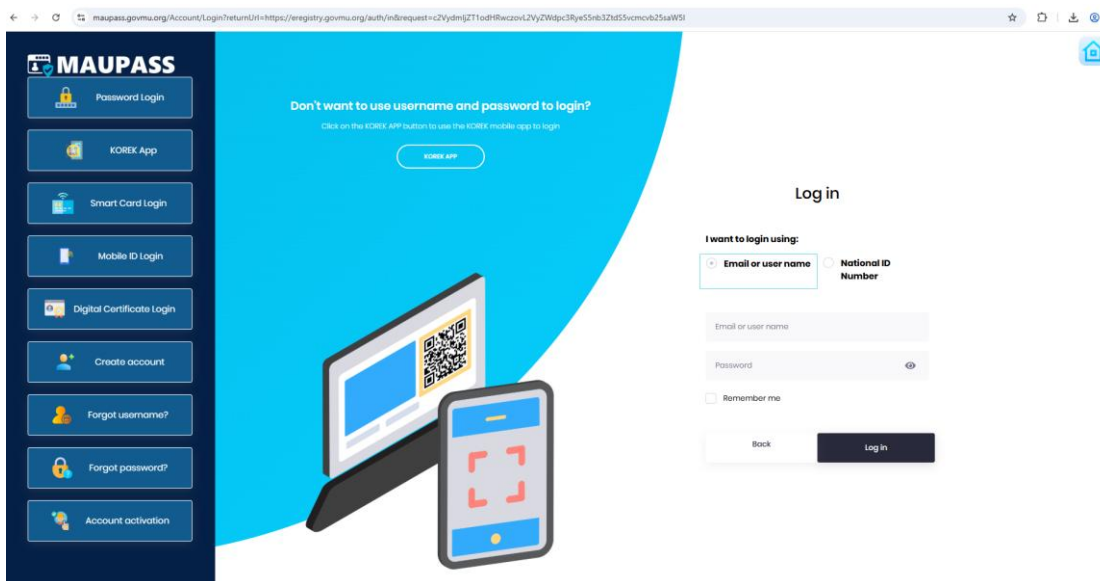 maupass.govmu.org/Account/Login?returnUrl=https://eregistry.govmu.org/auth/in&request=c2VydmljZT1odHRwczovL2VyZWdpc3RyeS5nb3ZtdS5vcmcvb25saW5l
MAUPASS
Password Login
KOREK App
Smart Card Login
Mobile ID Login
Digital Certificate Login
Create account
Forgot username?
Forgot password?
Account activation
Don't want to use username and password to login?
Click on the KOREK APP button to use the KOREK mobile app to login
KOREK APP
Log in
I want to login using:
Email or user name
National ID
Number
Email or user name
Password
Remember me
Back
Log in